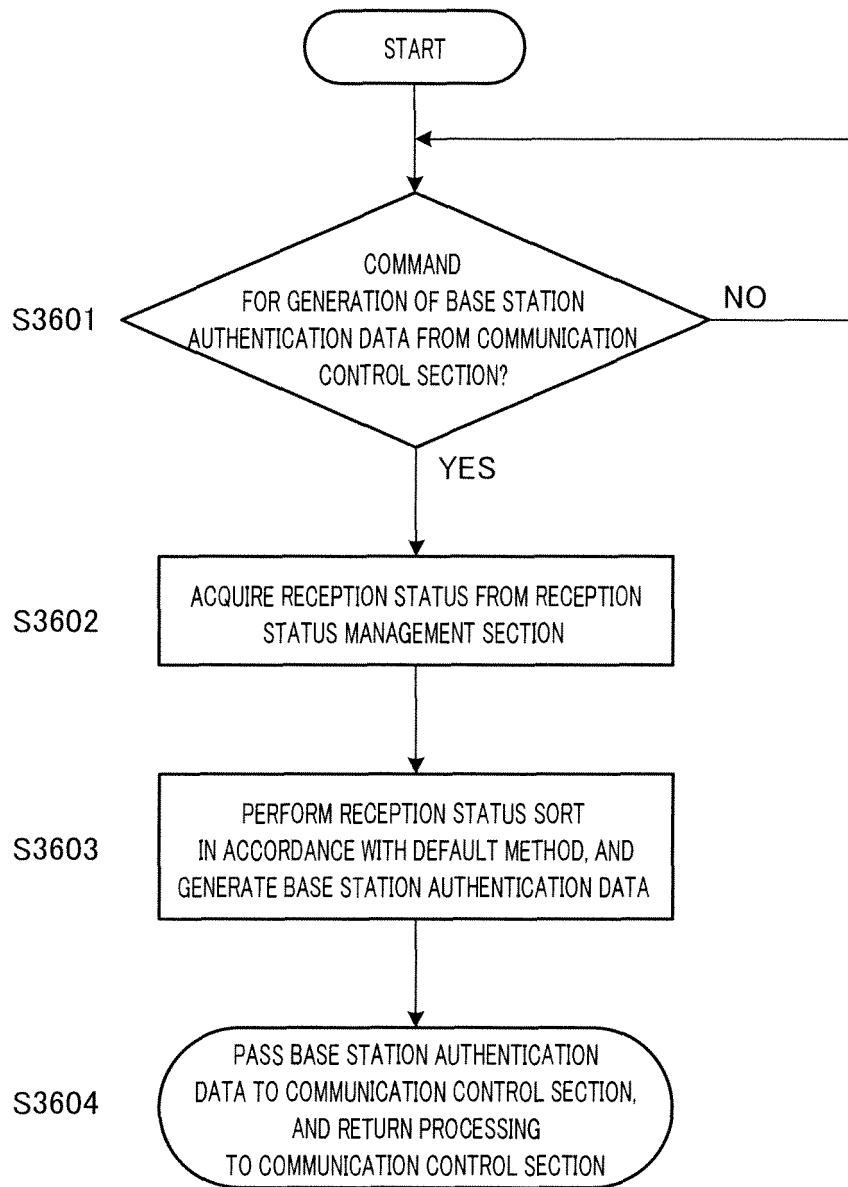 START
COMMAND
FOR GENERATION OF BASE STATION
AUTHENTICATION DATA FROM COMMUNICATION
CONTROL SECTION?
S3601
NO
YES
S3602
ACQUIRE RECEPTION STATUS FROM RECEPTION
STATUS MANAGEMENT SECTION
S3603
PERFORM RECEPTION STATUS SORT
IN ACCORDANCE WITH DEFAULT METHOD, AND
GENERATE BASE STATION AUTHENTICATION DATA
S3604
PASS BASE STATION AUTHENTICATION
DATA TO COMMUNICATION CONTROL SECTION,
AND RETURN PROCESSING
TO COMMUNICATION CONTROL SECTION